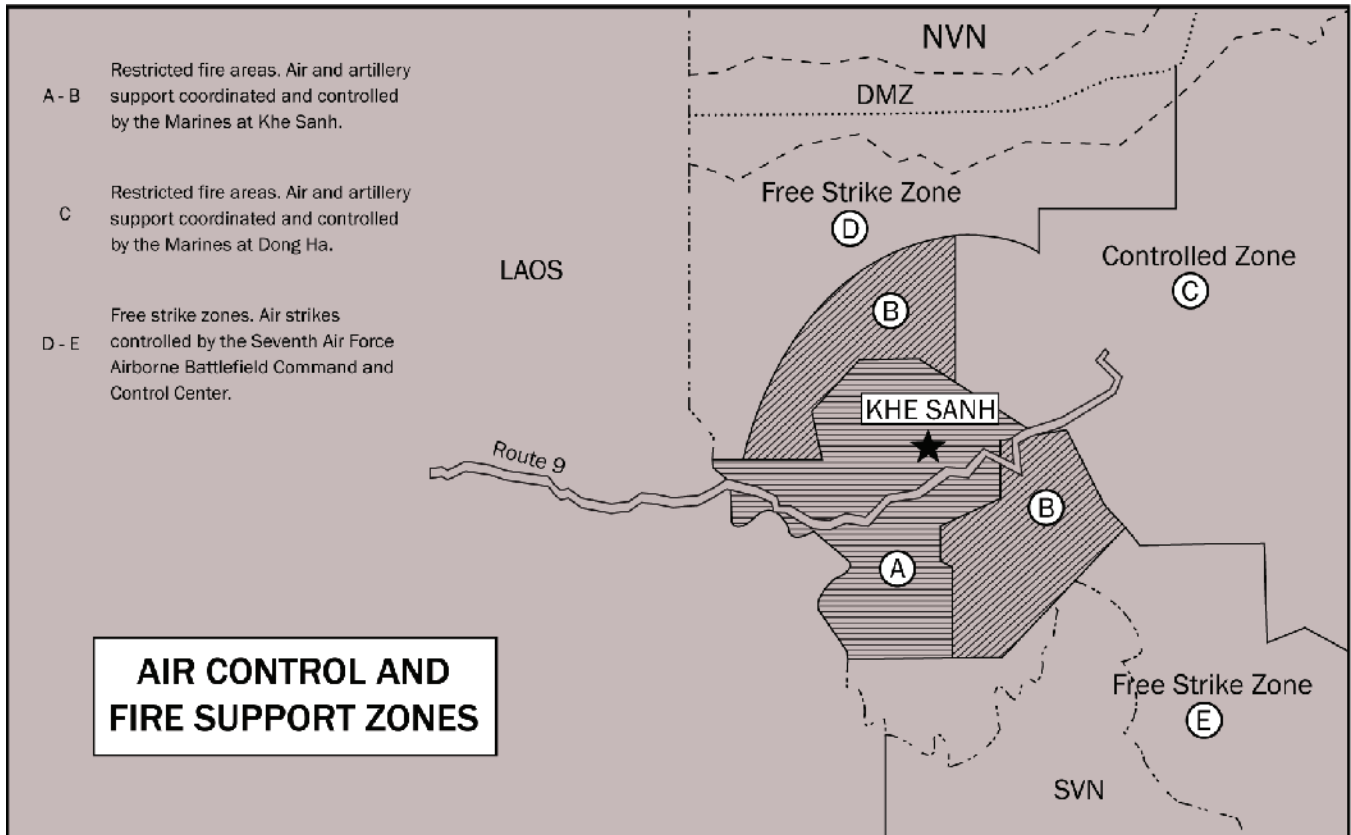 A - B
Restricted fire areas. Air and artillery
support coordinated and controlled
by the Marines at Khe Sanh.
C
Restricted fire areas. Air and artillery
support coordinated and controlled
by the Marines at Dong Ha.
D - E
Free strike zones. Air strikes
controlled by the Seventh Air Force
Airborne Battlefield Command and
Control Center.
NVN
DMZ
Free Strike Zone
D
LAOS
Controlled Zone
C
B
KHE SANH
Route 9
B
A
AIR CONTROL AND
FIRE SUPPORT ZONES
Free Strike Zone
E
SVN